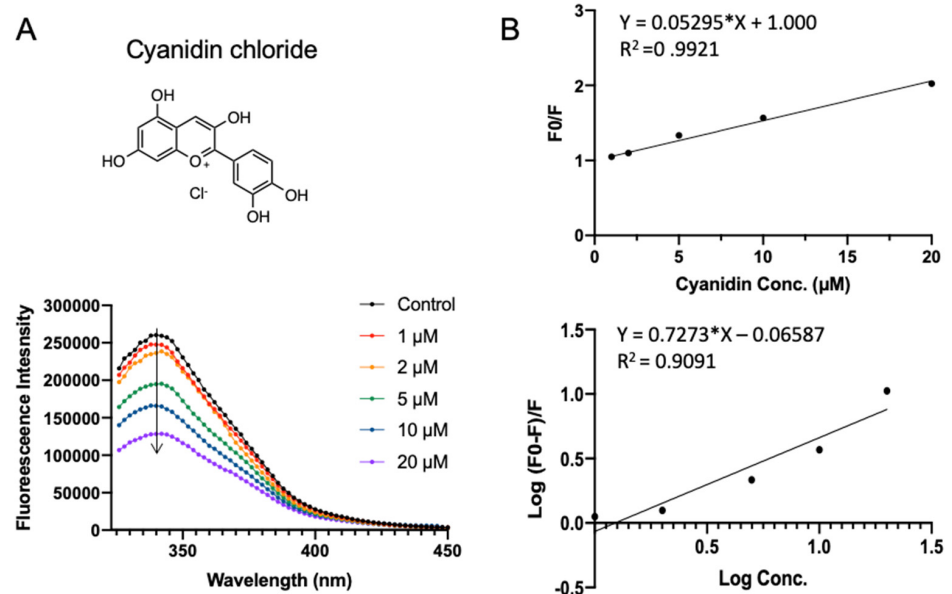 A
Cyanidin chloride
OH
OH
HO
O+
Cl-
OH
OH
Fluoresceence Intesnsity
300000
250000
200000
150000
100000
50000
0
350
400
450
Wavelength (nm)
Control
1 µM
2 µM
5 µM
10 µM
20 µM
B
Y = 0.05295*X + 1.000
R² =0 .9921
F0/F
3
2
1
0
0
5
10
15
20
Cyanidin Conc. (µM)
Y = 0.7273*X – 0.06587
R² = 0.9091
Log (F0-F)/F
1.5
1.0
0.5
0.0
-0.5
0.5
1.0
1.5
Log Conc.